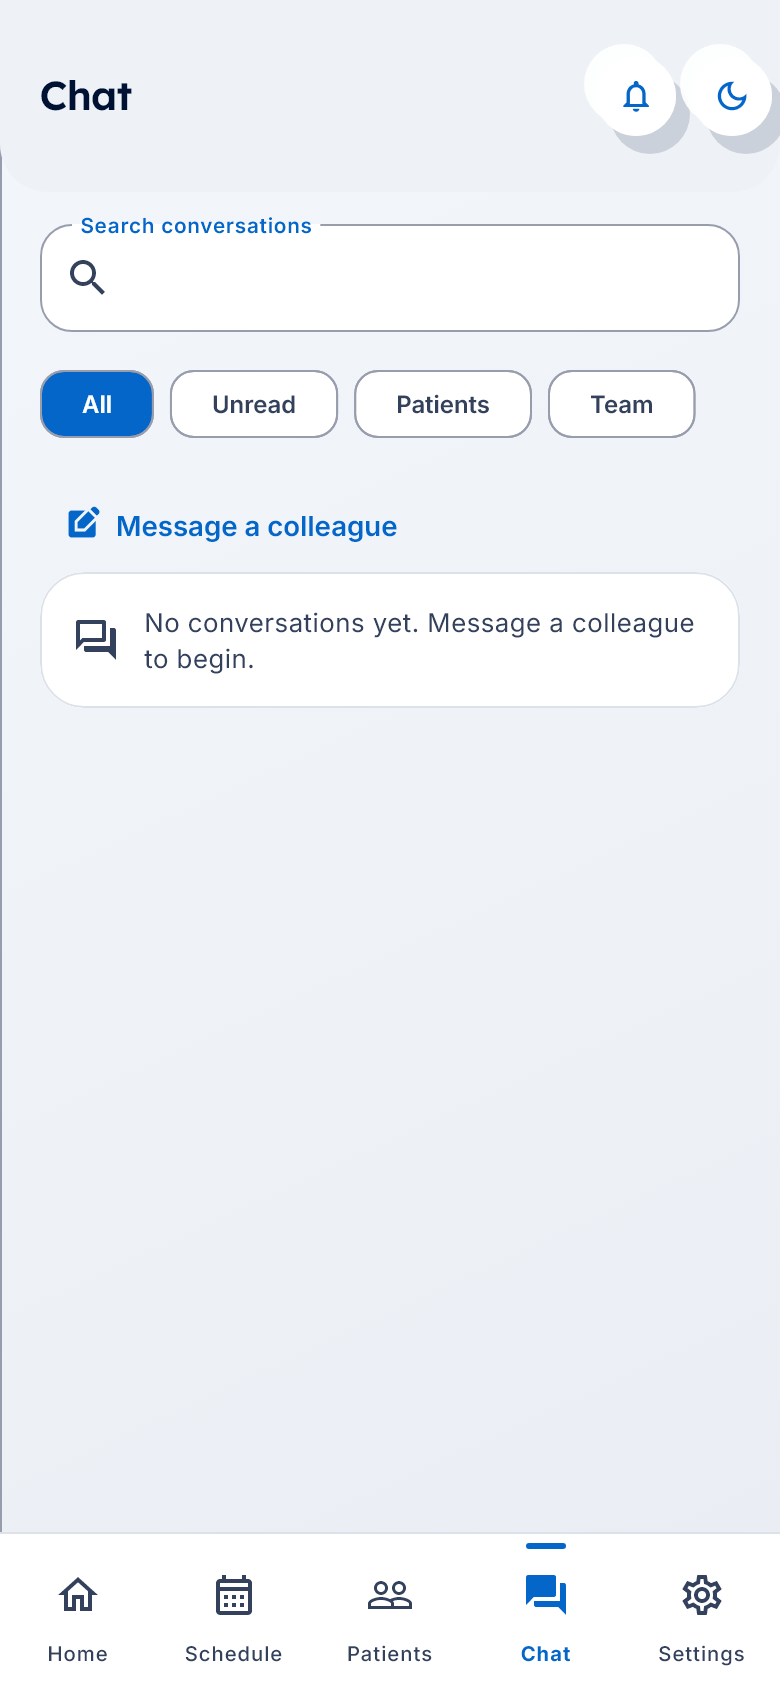 Chat
Search conversations
All
Unread
Patients
Team
Message a colleague
No conversations yet. Message a colleague
to begin.
Home
Schedule
Patients
Chat
Settings